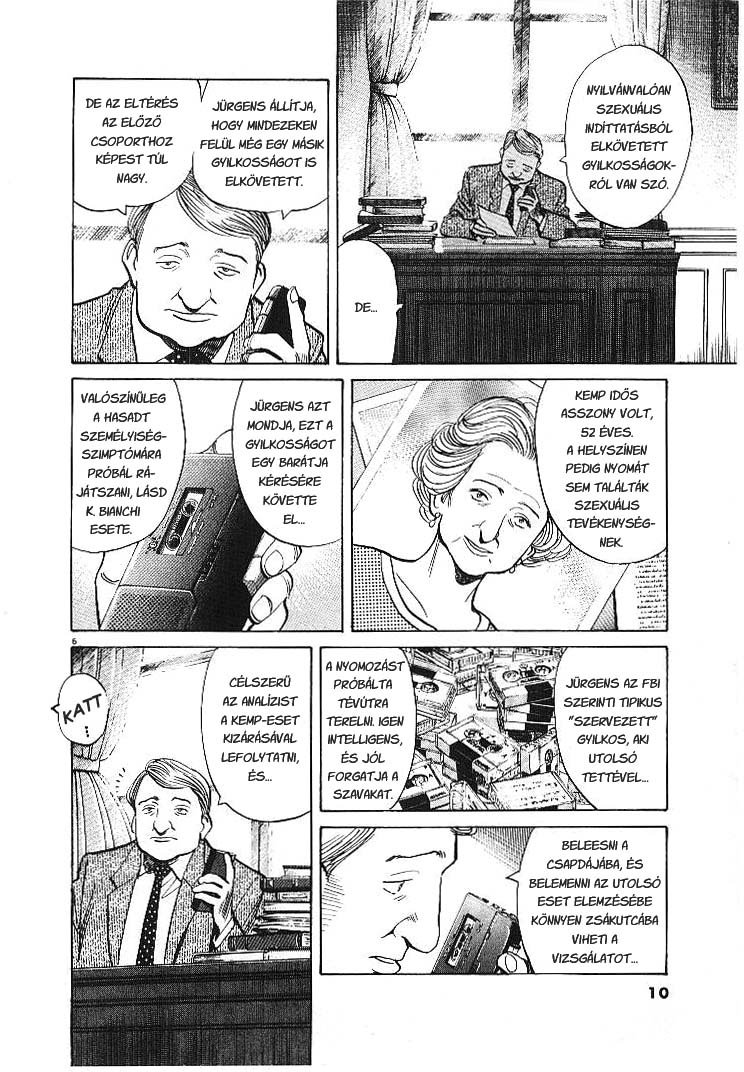 NYILVÁNVALÓAN
SZEXUÁLIS
INDÍTTATÁSBÓL
ELKÖVETETT
GYILKOSSÁGOK-
RÓL VAN SZÓ.
DE...
JÜRGENS ÁLLÍTJA,
HOGY MINDEZEKEN
FELÜL MÉG EGY MÁSIK
GYILKOSSÁGOT IS
ELKÖVETETT.
DE AZ ELTÉRÉS
AZ ELŐZŐ
CSOPORTHOZ
KÉPEST TÚL
NAGY.
KEMP IDŐS
ASSZONY VOLT,
52 ÉVES.
A HELYSZÍNEN
PEDIG NYOMÁT
SEM TALÁLTÁK
SZEXUÁLIS
TEVÉKENYSÉG-
NEK.
JÜRGENS AZT
MONDJA, EZT A
GYILKOSSÁGOT
EGY BARÁTJA
KÉRÉSÉRE
KÖVETTE
EL...
VALÓSZÍNÜLEG
A HASADT
SZEMÉLYISÉG-
SZIMPTÓMÁRA
PRÓBÁL RÁ-
JÁTSZANI, LÁSD
K. BIANCHI
ESETE.
6
JÜRGENS AZ FBI
SZERINTI TIPIKUS
"SZERVEZETT"
GYILKOS, AKI
UTOLSÓ
TETTÉVEL...
A NYOMOZÁST
PRÓBÁLTA
TÉVÚTRA
TERELNI. IGEN
INTELLIGENS,
ÉS JÓL
FORGATJA A
SZAVAKAT.
BELEESNI A
CSAPDÁJÁBA, ÉS
BELEMENNI AZ UTOLSÓ
ESET ELEMZÉSÉBE
KÖNNYEN ZSÁKUTCÁBA
VIHETI A
VIZSGÁLATOT...
CÉLSZERŰ
AZ ANALÍZIST
A KEMP-ESET
KIZÁRÁSÁVAL
LEFOLYTATNI,
ÉS...
KATT
...
10